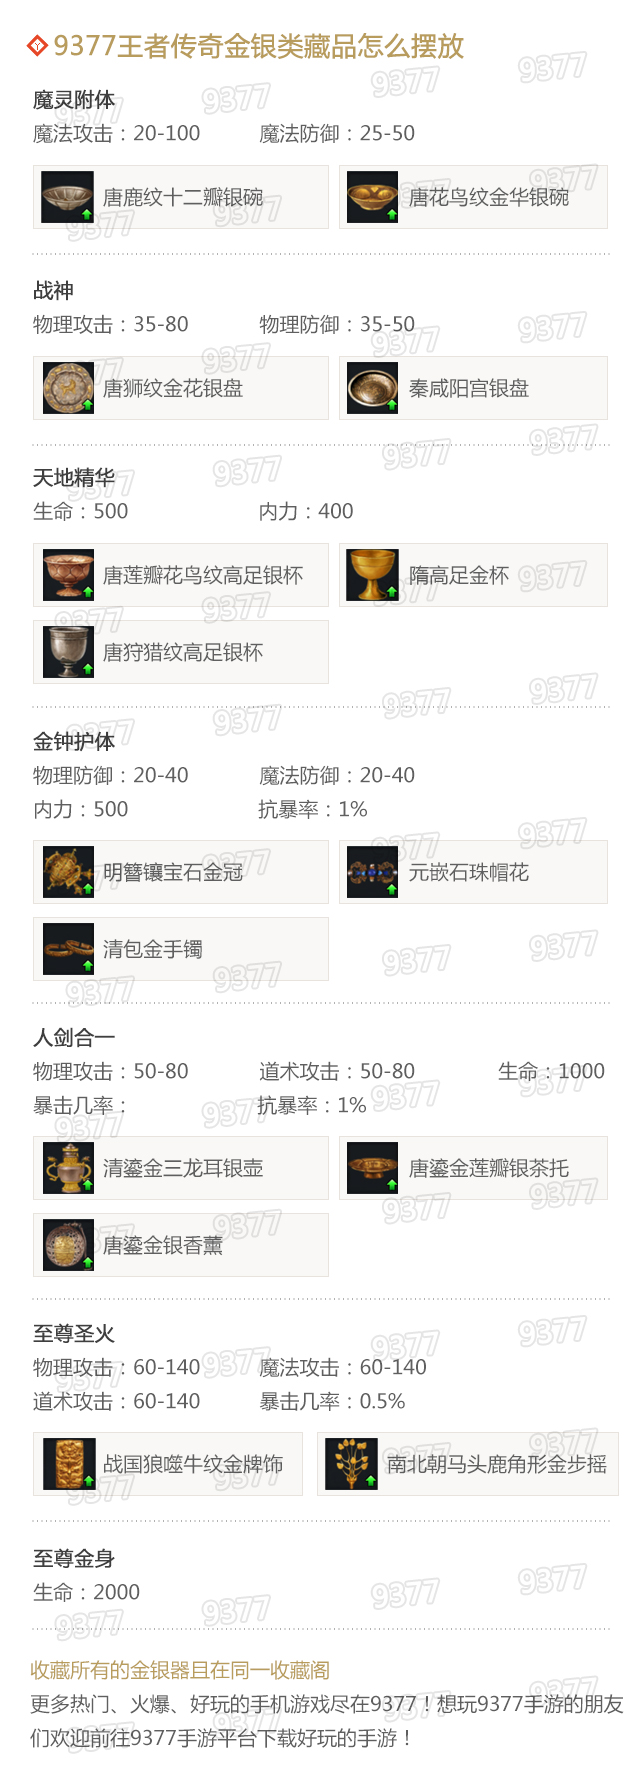 9377王者传奇金银类藏品怎么摆放
魔灵附体
魔法攻击：20-100 魔法防御：25-50
唐鹿纹十二瓣银碗 唐花鸟纹金华银碗
战神
物理攻击：35-80 物理防御：35-50
唐狮纹金花银盘 秦咸阳宫银盘
天地精华
生命：500 内力：400
唐莲瓣花鸟纹高足银杯 隋高足金杯
唐狩猎纹高足银杯
金钟护体
物理防御：20-40 魔法防御：20-40
内力：500 抗暴率：1%
明簪镶宝石金冠 元嵌石珠帽花
清包金手镯
人剑合一
物理攻击：50-80 道术攻击：50-80 生命：1000
暴击几率： 抗暴率：1%
清鎏金三龙耳银壶 唐鎏金莲瓣银茶托
唐鎏金银香薰
至尊圣火
物理攻击：60-140 魔法攻击：60-140
道术攻击：60-140 暴击几率：0.5%
战国狼噬牛纹金牌饰 南北朝马头鹿角形金步摇
至尊金身
生命：2000
收藏所有的金银器且在同一收藏阁
更多热门、火爆、好玩的手机游戏尽在9377！想玩9377手游的朋友
们欢迎前往9377手游平台下载好玩的手游！